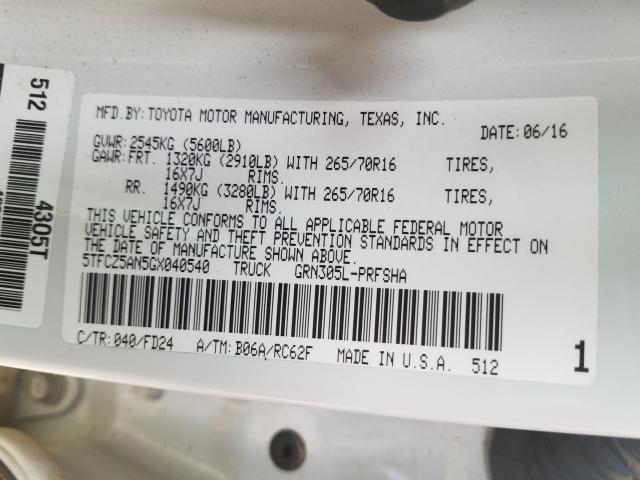 MFD.BY:TOYOTA MOTOR MANUFACTURING, TEXAS, INC.
DATE:06/16
GVWR:2545KG (5600LB)
GAWR:FRT. 1320KG (2910LB) WITH 265/70R16 TIRES,
16X7J RIMS.
RR. 1490KG (3280LB) WITH 265/70R16 TIRES,
16X7J RIMS.
THIS VEHICLE CONFORMS TO ALL APPLICABLE FEDERAL MOTOR
VEHICLE SAFETY AND THEFT PREVENTION STANDARDS IN EFFECT ON
THE DATE OF MANUFACTURE SHOWN ABOVE.
5TFCZ5AN5GX040540 TRUCK GRN305L-PRFSHA
C/TR:040/FD24 A/TM:B06A/RC62F MADE IN U.S.A. 512
1
512
4305T